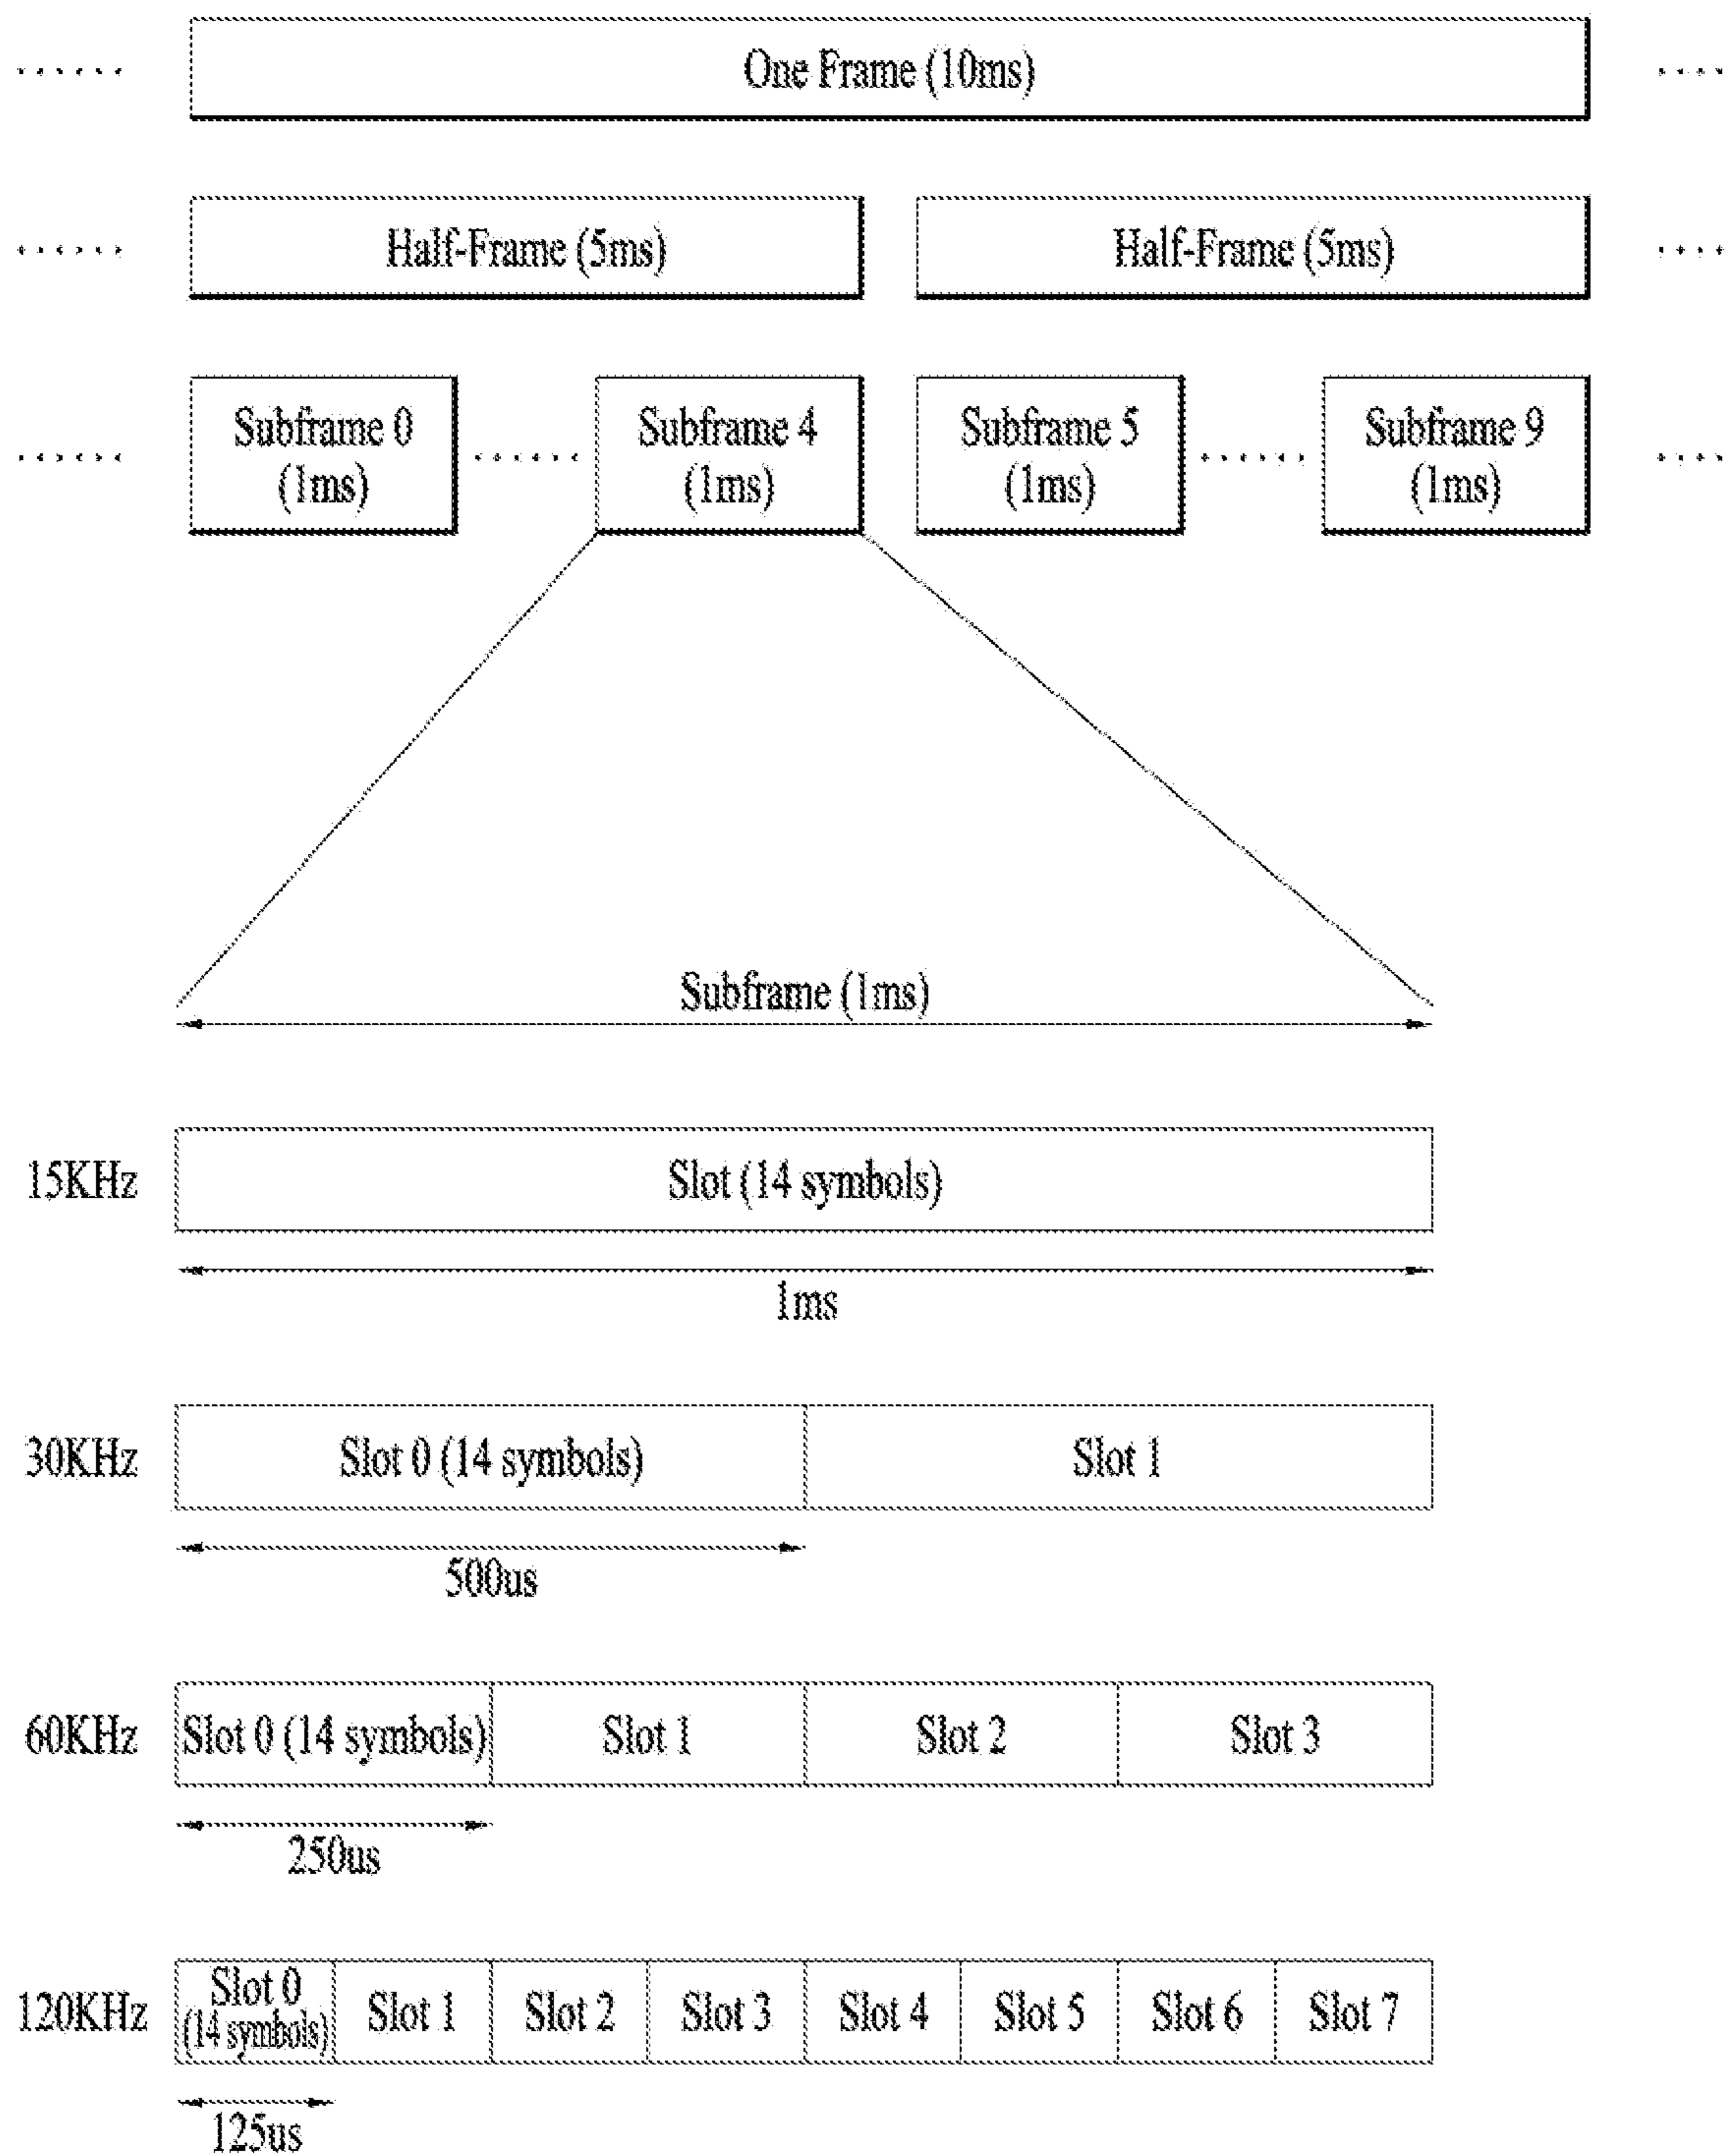 One Frame (10ms)
Half-Frame (5ms) Half-Frame (5ms)
Subframe 0 Subframe 4 Subframe 5 Subframe 9
(1ms) (1ms) (1ms) (1ms)
Subframe (1ms)
15KHz Slot (14 symbols)
1ms
30KHz Slot 0 (14 symbols) Slot 1
500us
60KHz Slot 0 (14 symbols) Slot 1 Slot 2 Slot 3
250us
120KHz Slot 0 (14 symbols) Slot 1 Slot 2 Slot 3 Slot 4 Slot 5 Slot 6 Slot 7
125us